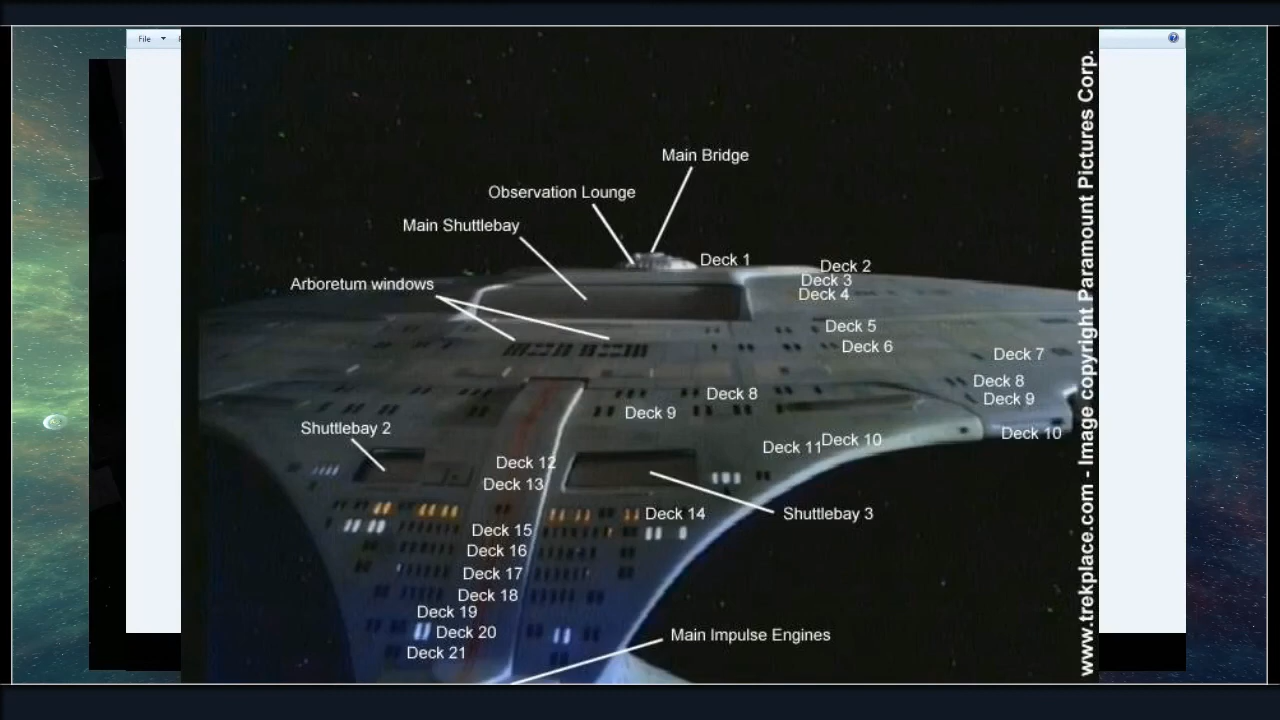 File
Main Bridge
Observation Lounge
Main Shuttlebay
Deck 1
Deck 2
Deck 3
Arboretum windows
Deck 4
Deck 5
Deck 6
Deck 7
Deck 8
Deck 8
Deck 9
Deck 9
Shuttlebay 2
Deck 10
Deck 11
Deck 10
Deck 12
Deck 13
Deck 14
Shuttlebay 3
Deck 15
Deck 16
Deck 17
Deck 18
Deck 19
Deck 20
Main Impulse Engines
Deck 21
www.trekplace.com - Image copyright Paramount Pictures Corp.